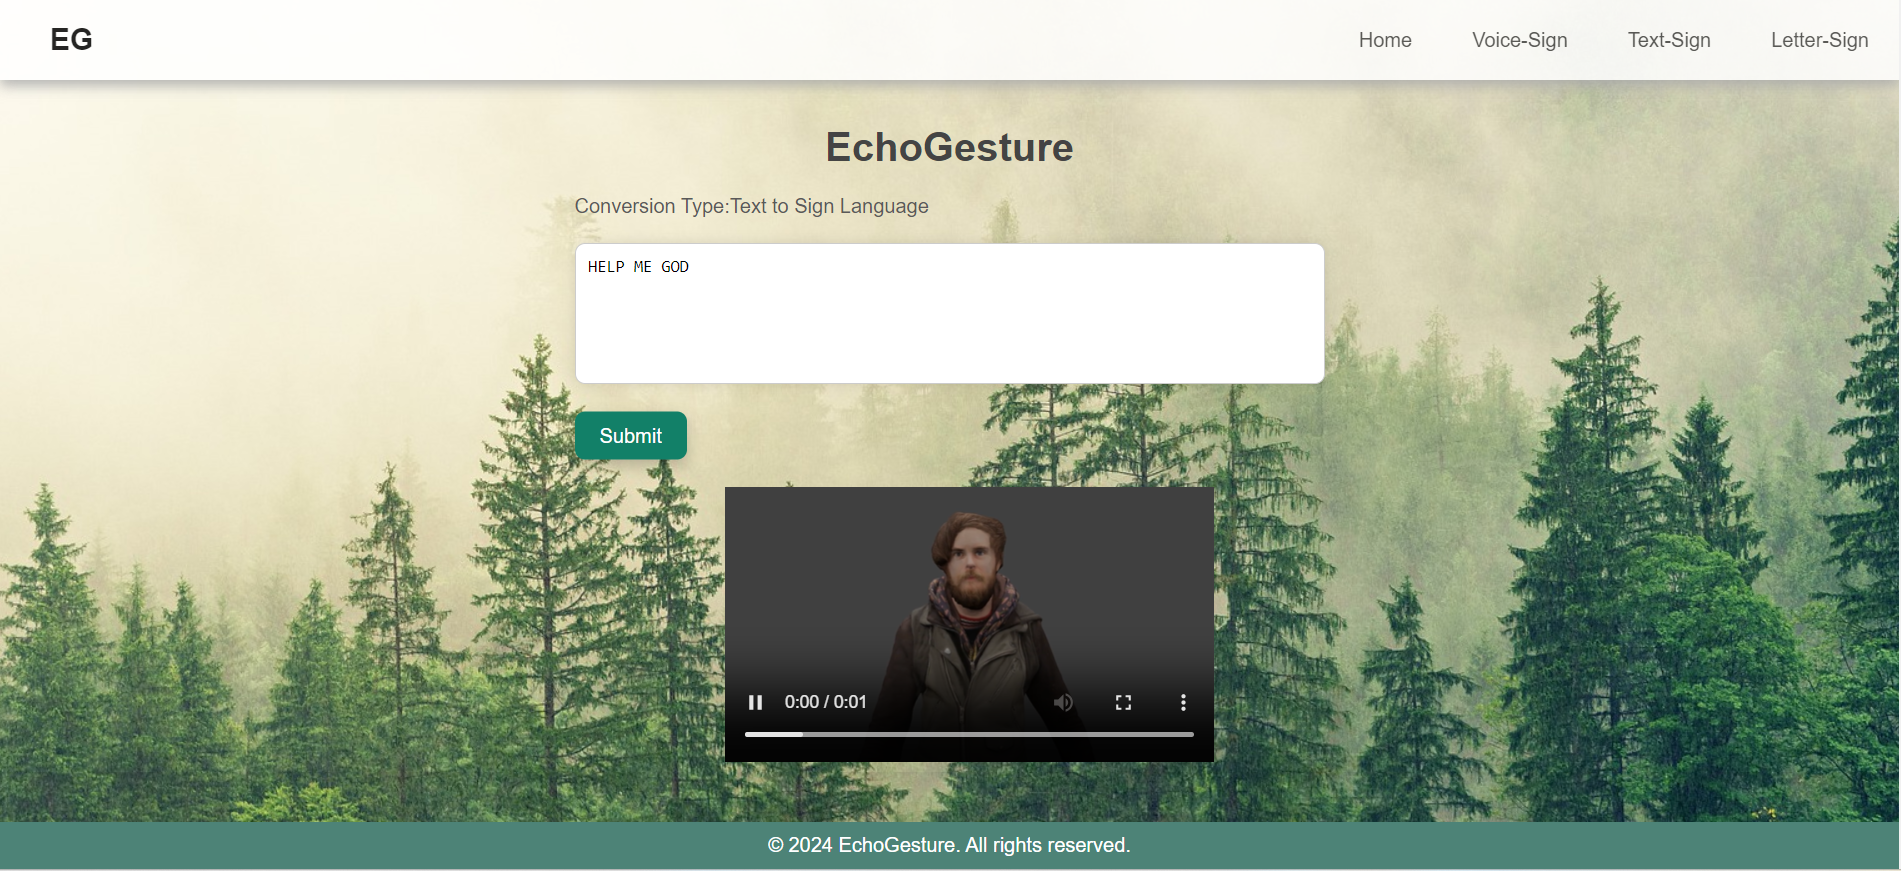 EG
Home Voice-Sign Text-Sign Letter-Sign
EchoGesture
Conversion Type:Text to Sign Language
HELP ME GOD
Submit
0:00 / 0:01
© 2024 EchoGesture. All rights reserved.